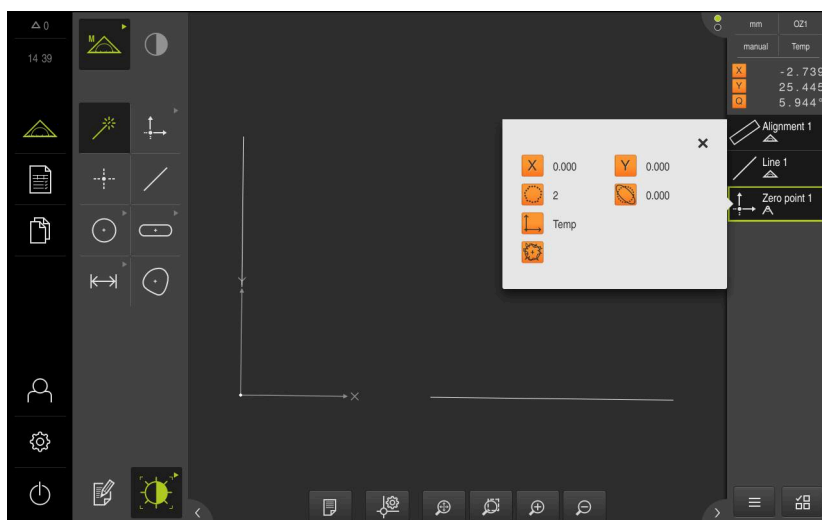 △ 0
14 39
M
mm
OZ1
manual
Temp
X -2.739
Y 25.445
Q 5.944°
Alignment 1
Line 1
Zero point 1
X 0.000
Y 0.000
2
0.000
Temp
Y
X